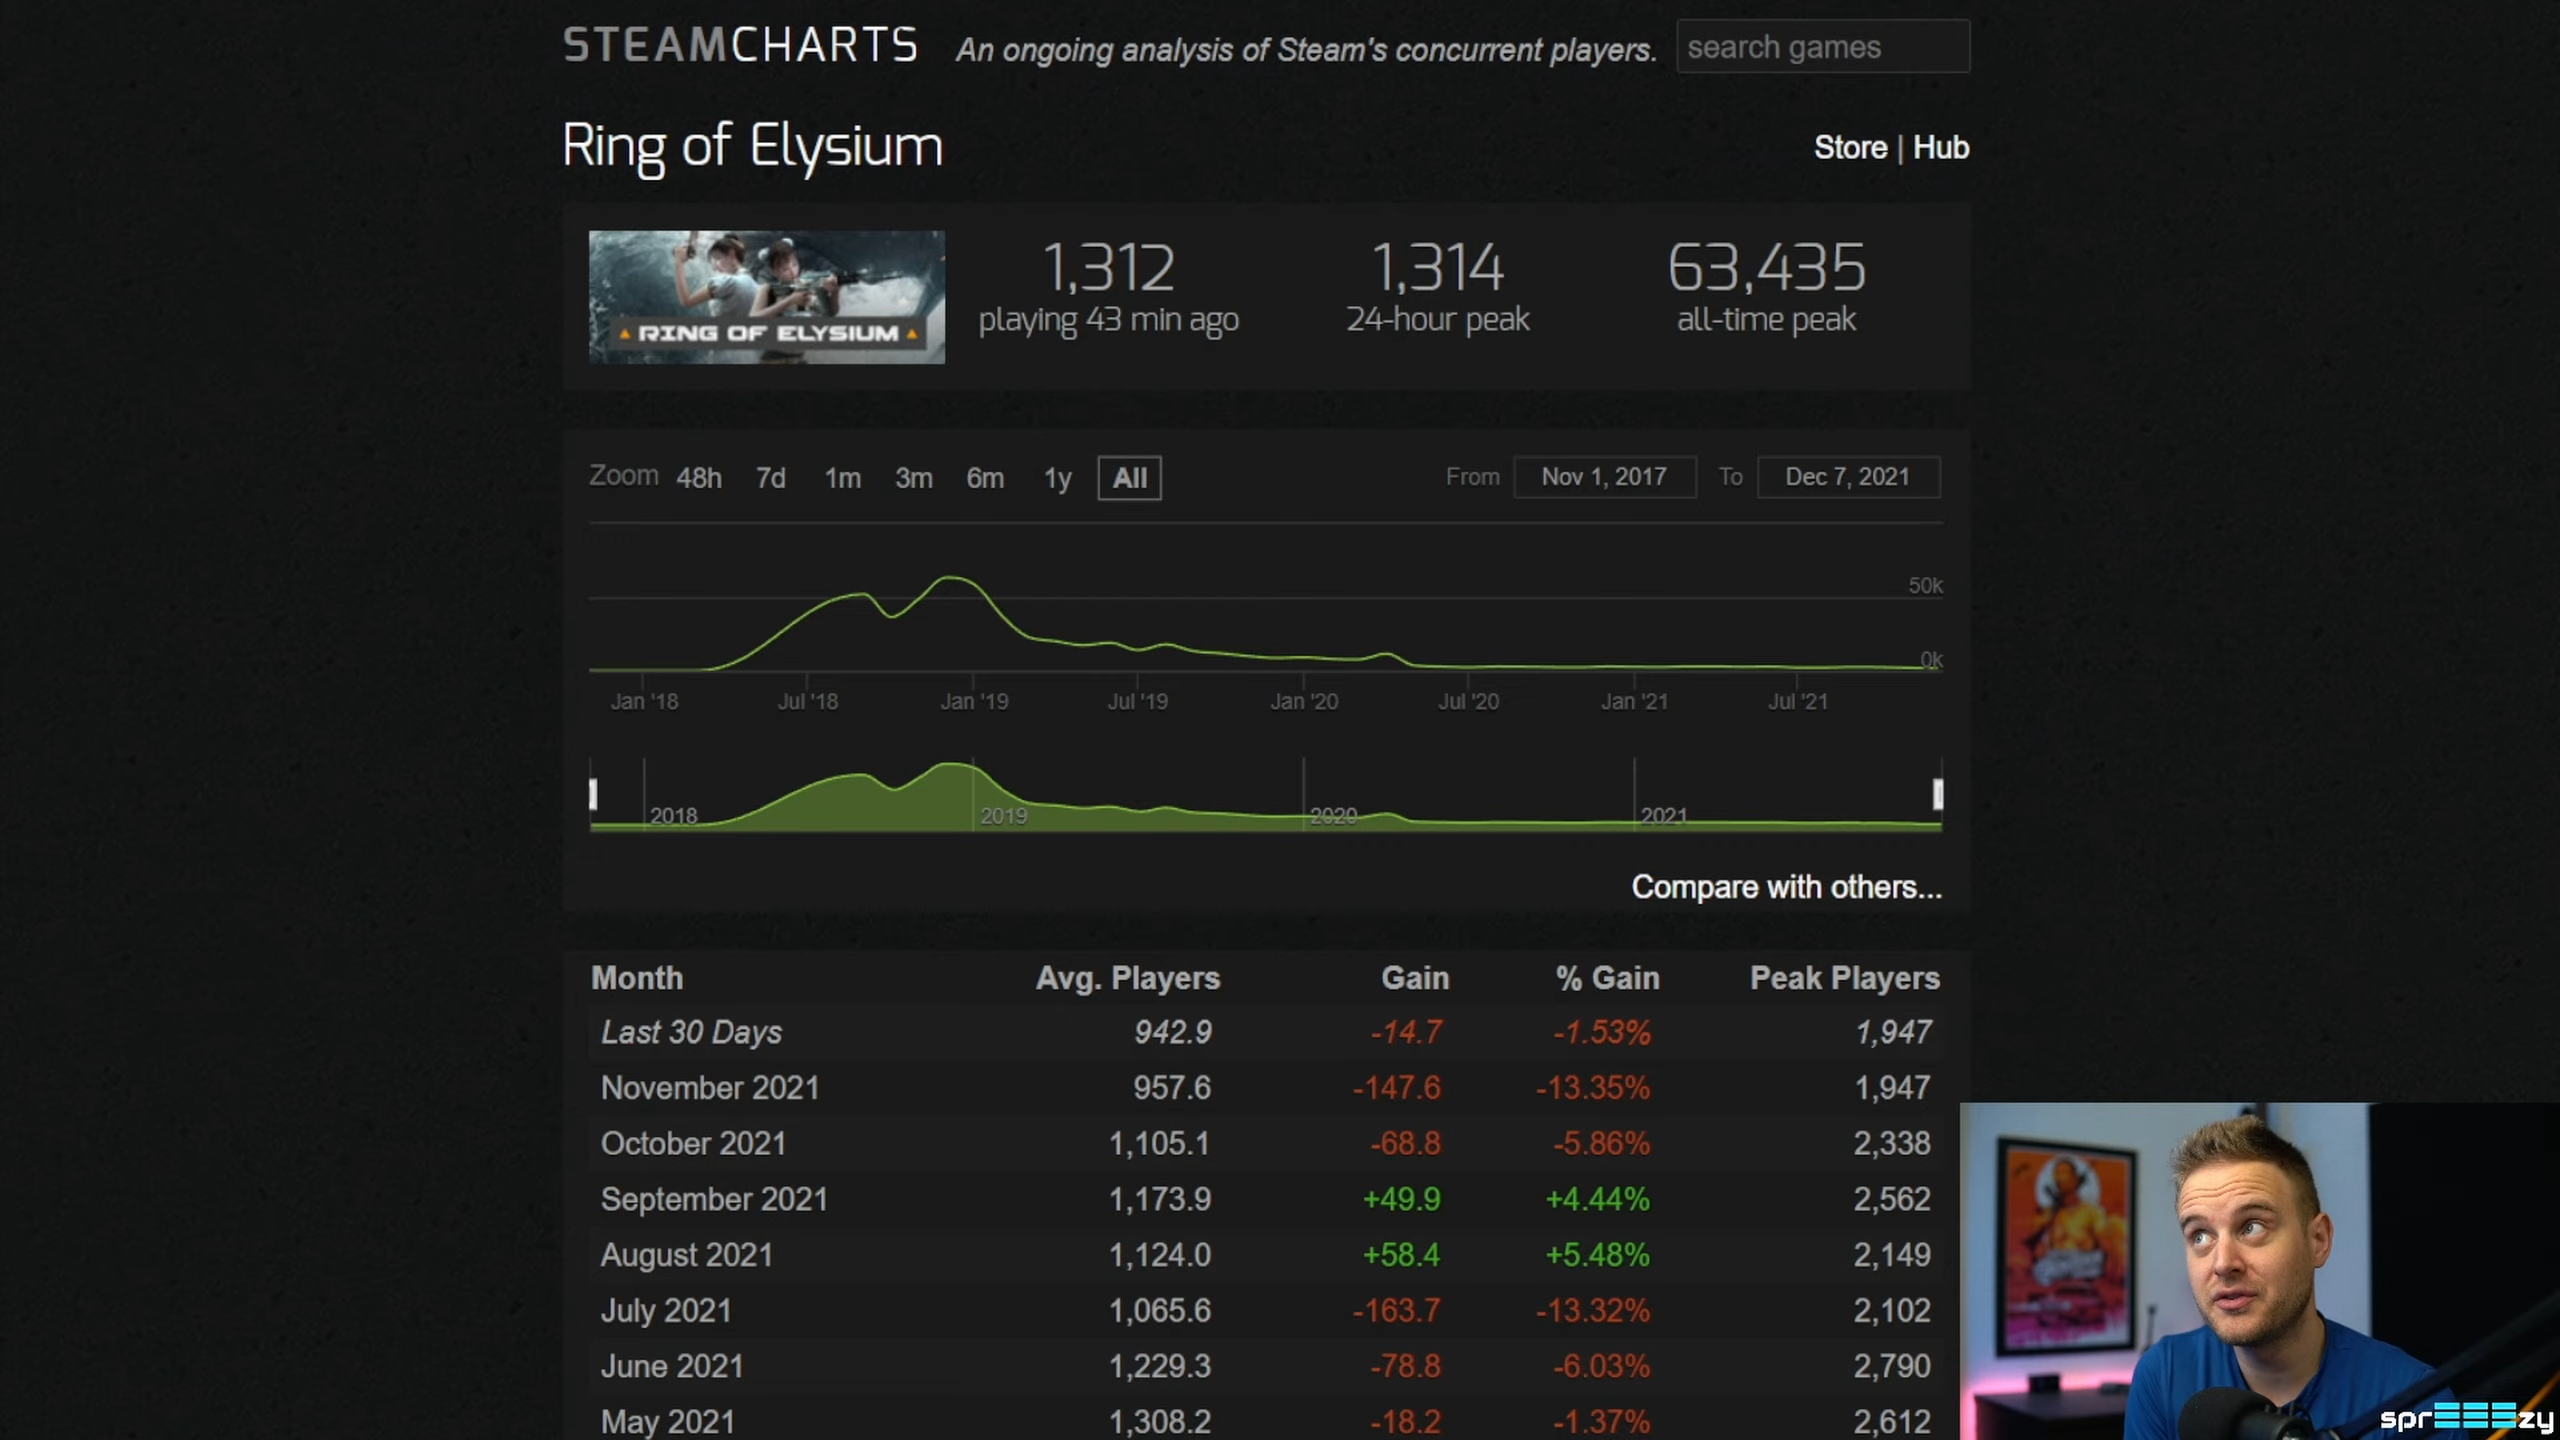 STEAMCHARTS An ongoing analysis of Steam's concurrent players. search games
Ring of Elysium Store | Hub
RING OF ELYSIUM
1,312 1,314 63,435
playing 43 min ago 24-hour peak all-time peak
Zoom 48h 7d 1m 3m 6m 1y All From Nov 1, 2017 To Dec 7, 2021
50k
0k
Jan '18 Jul '18 Jan '19 Jul '19 Jan '20 Jul '20 Jan '21 Jul '21
2018 2019 2020 2021
Compare with others...
Month Avg. Players Gain % Gain Peak Players
Last 30 Days 942.9 -14.7 -1.53% 1,947
November 2021 957.6 -147.6 -13.35% 1,947
October 2021 1,105.1 -68.8 -5.86% 2,338
September 2021 1,173.9 +49.9 +4.44% 2,562
August 2021 1,124.0 +58.4 +5.48% 2,149
July 2021 1,065.6 -163.7 -13.32% 2,102
June 2021 1,229.3 -78.8 -6.03% 2,790
May 2021 1,308.2 -18.2 -1.37% 2,612
sprEEEzy